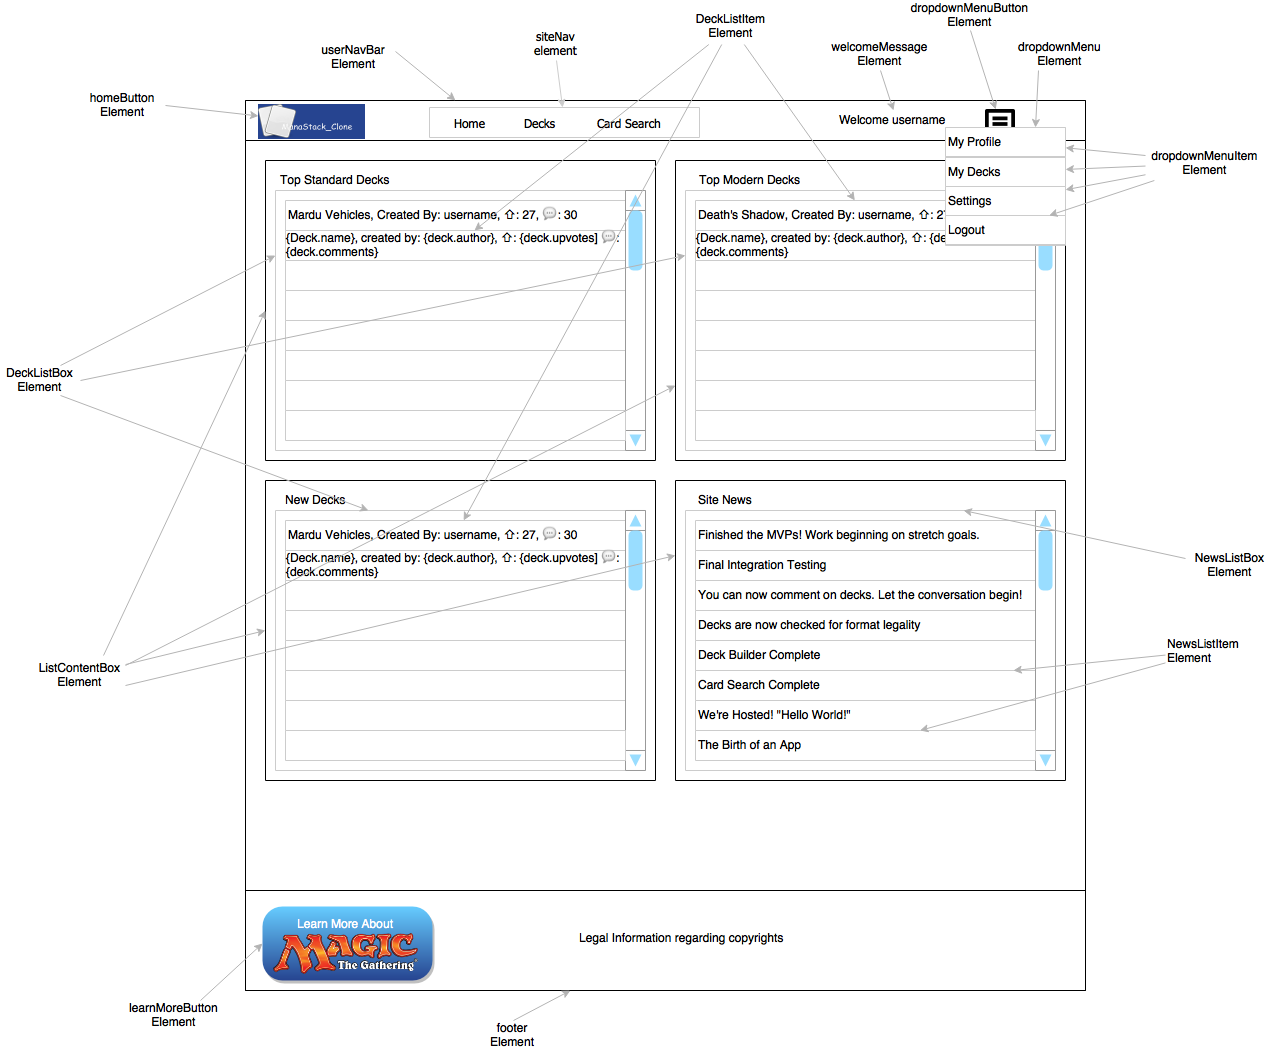 dropdownMenuButton
Element
DeckListItem
Element
siteNav
element
userNavBar
Element
welcomeMessage
Element
dropdownMenu
Element
homeButton
Element
ManaStack_Clone
Home
Decks
Card Search
Welcome username
My Profile
My Decks
Settings
Logout
dropdownMenuItem
Element
Top Standard Decks
Mardu Vehicles, Created By: username, ⇧: 27, 💬: 30
{Deck.name}, created by: {deck.author}, ⇧: {deck.upvotes] 💬:
{deck.comments}
Top Modern Decks
Death's Shadow, Created By: username, ⇧: 2
{Deck.name}, created by: {deck.author}, ⇧: {de
{deck.comments}
DeckListBox
Element
New Decks
Mardu Vehicles, Created By: username, ⇧: 27, 💬: 30
{Deck.name}, created by: {deck.author}, ⇧: {deck.upvotes] 💬:
{deck.comments}
Site News
Finished the MVPs! Work beginning on stretch goals.
Final Integration Testing
You can now comment on decks. Let the conversation begin!
Decks are now checked for format legality
Deck Builder Complete
Card Search Complete
We're Hosted! "Hello World!"
The Birth of an App
NewsListBox
Element
NewsListItem
Element
ListContentBox
Element
Learn More About
MAGIC
The Gathering®
Legal Information regarding copyrights
learnMoreButton
Element
footer
Element